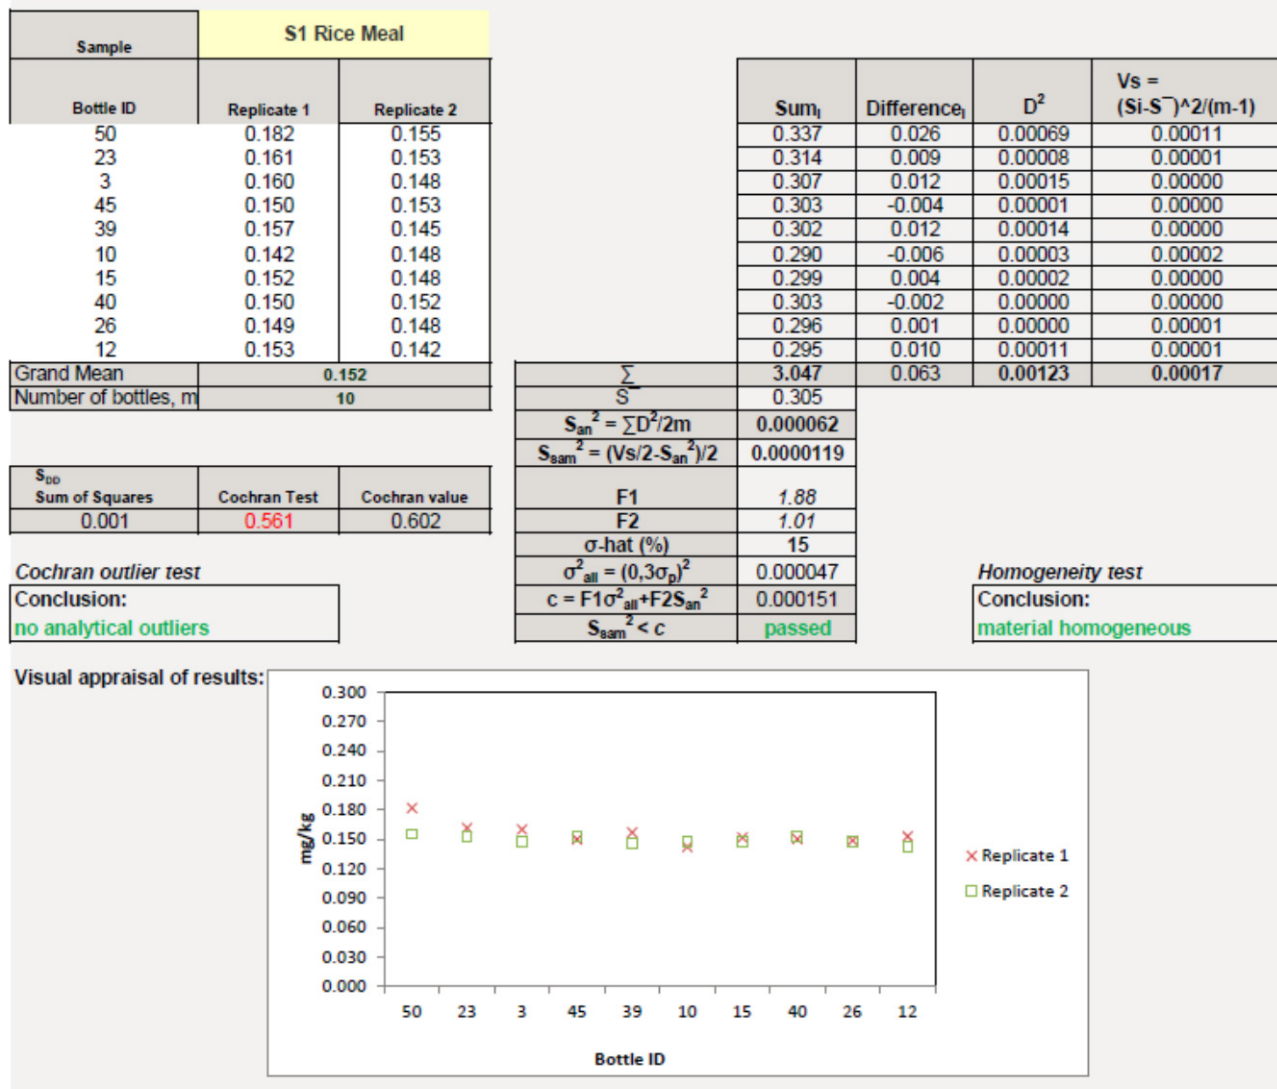 Sample S1 Rice Meal
Bottle ID Replicate 1 Replicate 2 Sumᵢ Differenceᵢ D² Vs = (Si-S¯)^2/(m-1)
50 0.182 0.155 0.337 0.026 0.00069 0.00011
23 0.161 0.153 0.314 0.009 0.00008 0.00001
3 0.160 0.148 0.307 0.012 0.00015 0.00000
45 0.150 0.153 0.303 -0.004 0.00001 0.00000
39 0.157 0.145 0.302 0.012 0.00014 0.00000
10 0.142 0.148 0.290 -0.006 0.00003 0.00002
15 0.152 0.148 0.299 0.004 0.00002 0.00000
40 0.150 0.152 0.303 -0.002 0.00000 0.00000
26 0.149 0.148 0.296 0.001 0.00000 0.00001
12 0.153 0.142 0.295 0.010 0.00011 0.00001
Grand Mean 0.152 ∑ 3.047 0.063 0.00123 0.00017
Number of bottles, m 10 S¯ 0.305
San² = ∑D²/2m 0.000062
Ssam² = (Vs/2-San²)/2 0.0000119
SDD
Sum of Squares Cochran Test Cochran value F1 1.88
0.001 0.561 0.602 F2 1.01
σ-hat (%) 15
Cochran outlier test σ²all = (0,3σp)² 0.000047 Homogeneity test
Conclusion: c = F1σ²all+F2San² 0.000151 Conclusion:
no analytical outliers Ssam² < c passed material homogeneous
Visual appraisal of results:
0.300
0.270
0.240
0.210
0.180
0.150
0.120
0.090
0.060
0.030
0.000
mg/kg
Replicate 1
Replicate 2
50 23 3 45 39 10 15 40 26 12
Bottle ID